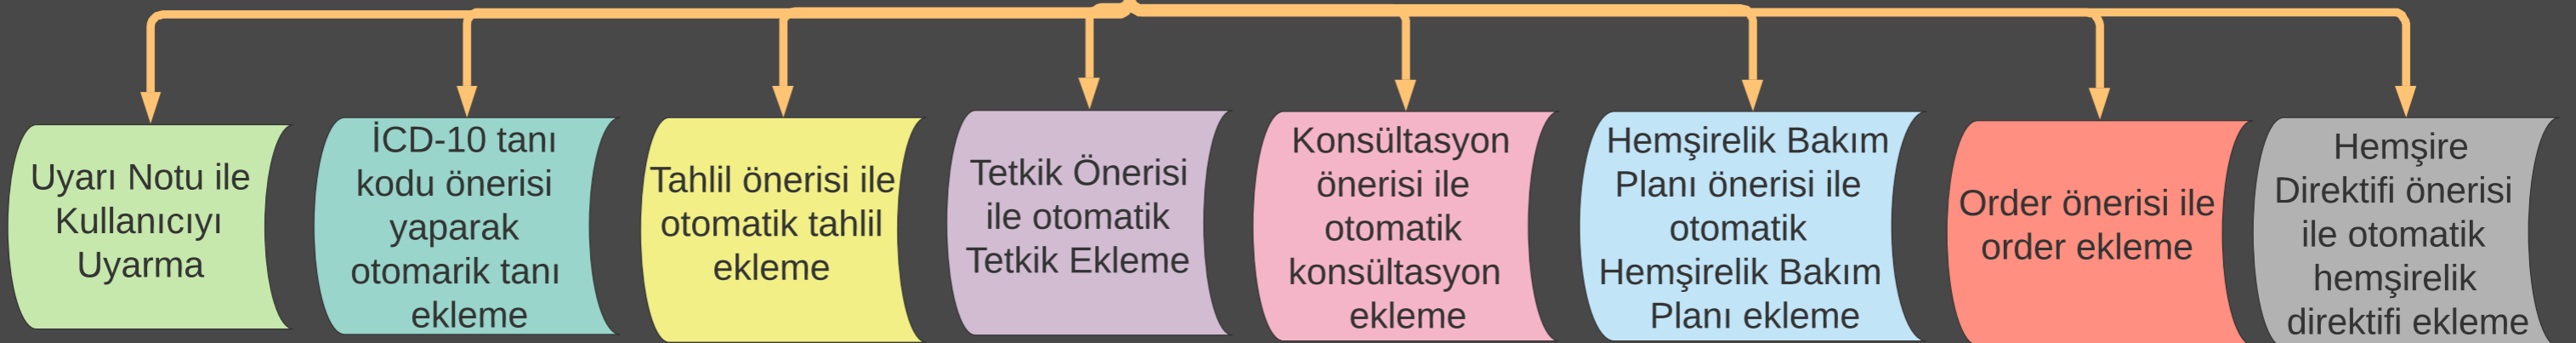 Uyarı Notu ile
Kullanıcıyı
Uyarma
İCD-10 tanı
kodu önerisi
yaparak
otomarik tanı
ekleme
Tahlil önerisi ile
otomatik tahlil
ekleme
Tetkik Önerisi
ile otomatik
Tetkik Ekleme
Konsültasyon
önerisi ile
otomatik
konsültasyon
ekleme
Hemşirelik Bakım
Planı önerisi ile
otomatik
Hemşirelik Bakım
Planı ekleme
Order önerisi ile
order ekleme
Hemşire
Direktifi önerisi
ile otomatik
hemşirelik
direktifi ekleme